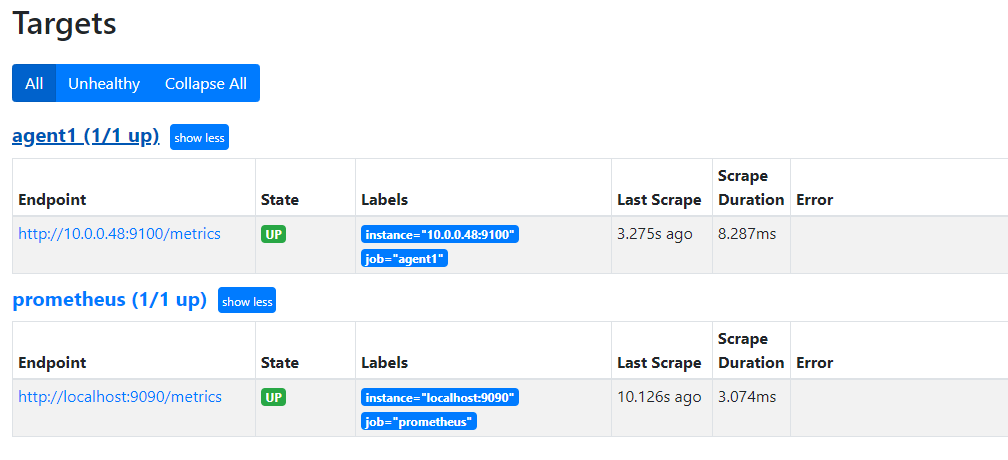 Targets
All Unhealthy Collapse All
agent1 (1/1 up) show less
Endpoint State Labels Last Scrape Scrape Duration Error
http://10.0.0.48:9100/metrics UP instance="10.0.0.48:9100" 3.275s ago 8.287ms
job="agent1"
prometheus (1/1 up) show less
Endpoint State Labels Last Scrape Scrape Duration Error
http://localhost:9090/metrics UP instance="localhost:9090" 10.126s ago 3.074ms
job="prometheus"